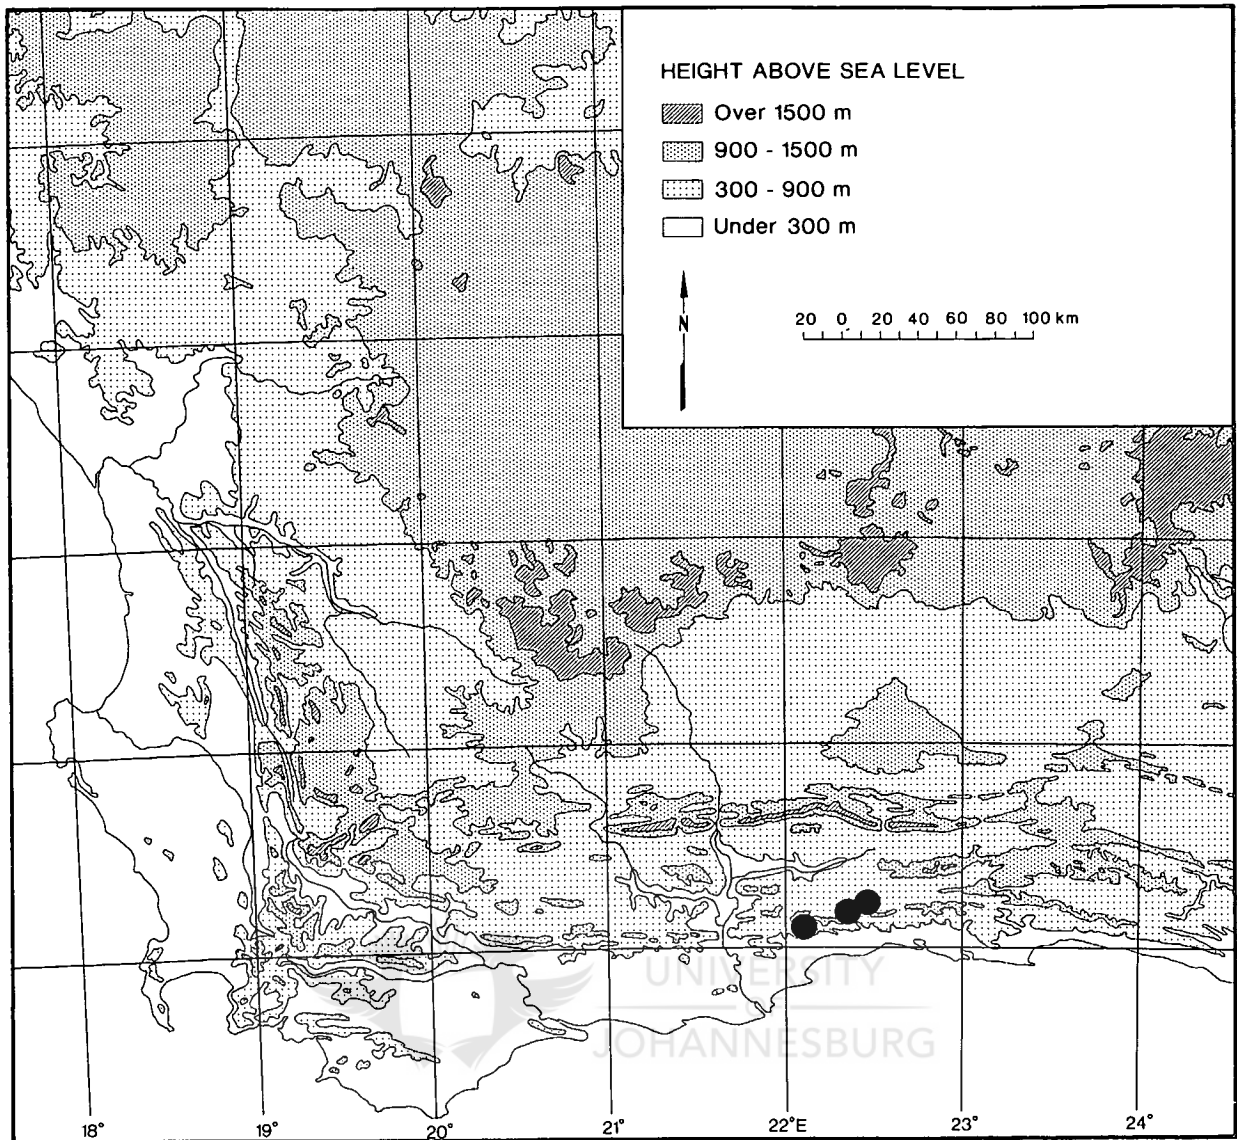 HEIGHT ABOVE SEA LEVEL
Over 1500 m
900 - 1500 m
300 - 900 m
Under 300 m
N
20 0 20 40 60 80 100 km
UNIVERSITY
OF
JOHANNESBURG
18° 19° 20° 21° 22° 23° 24°